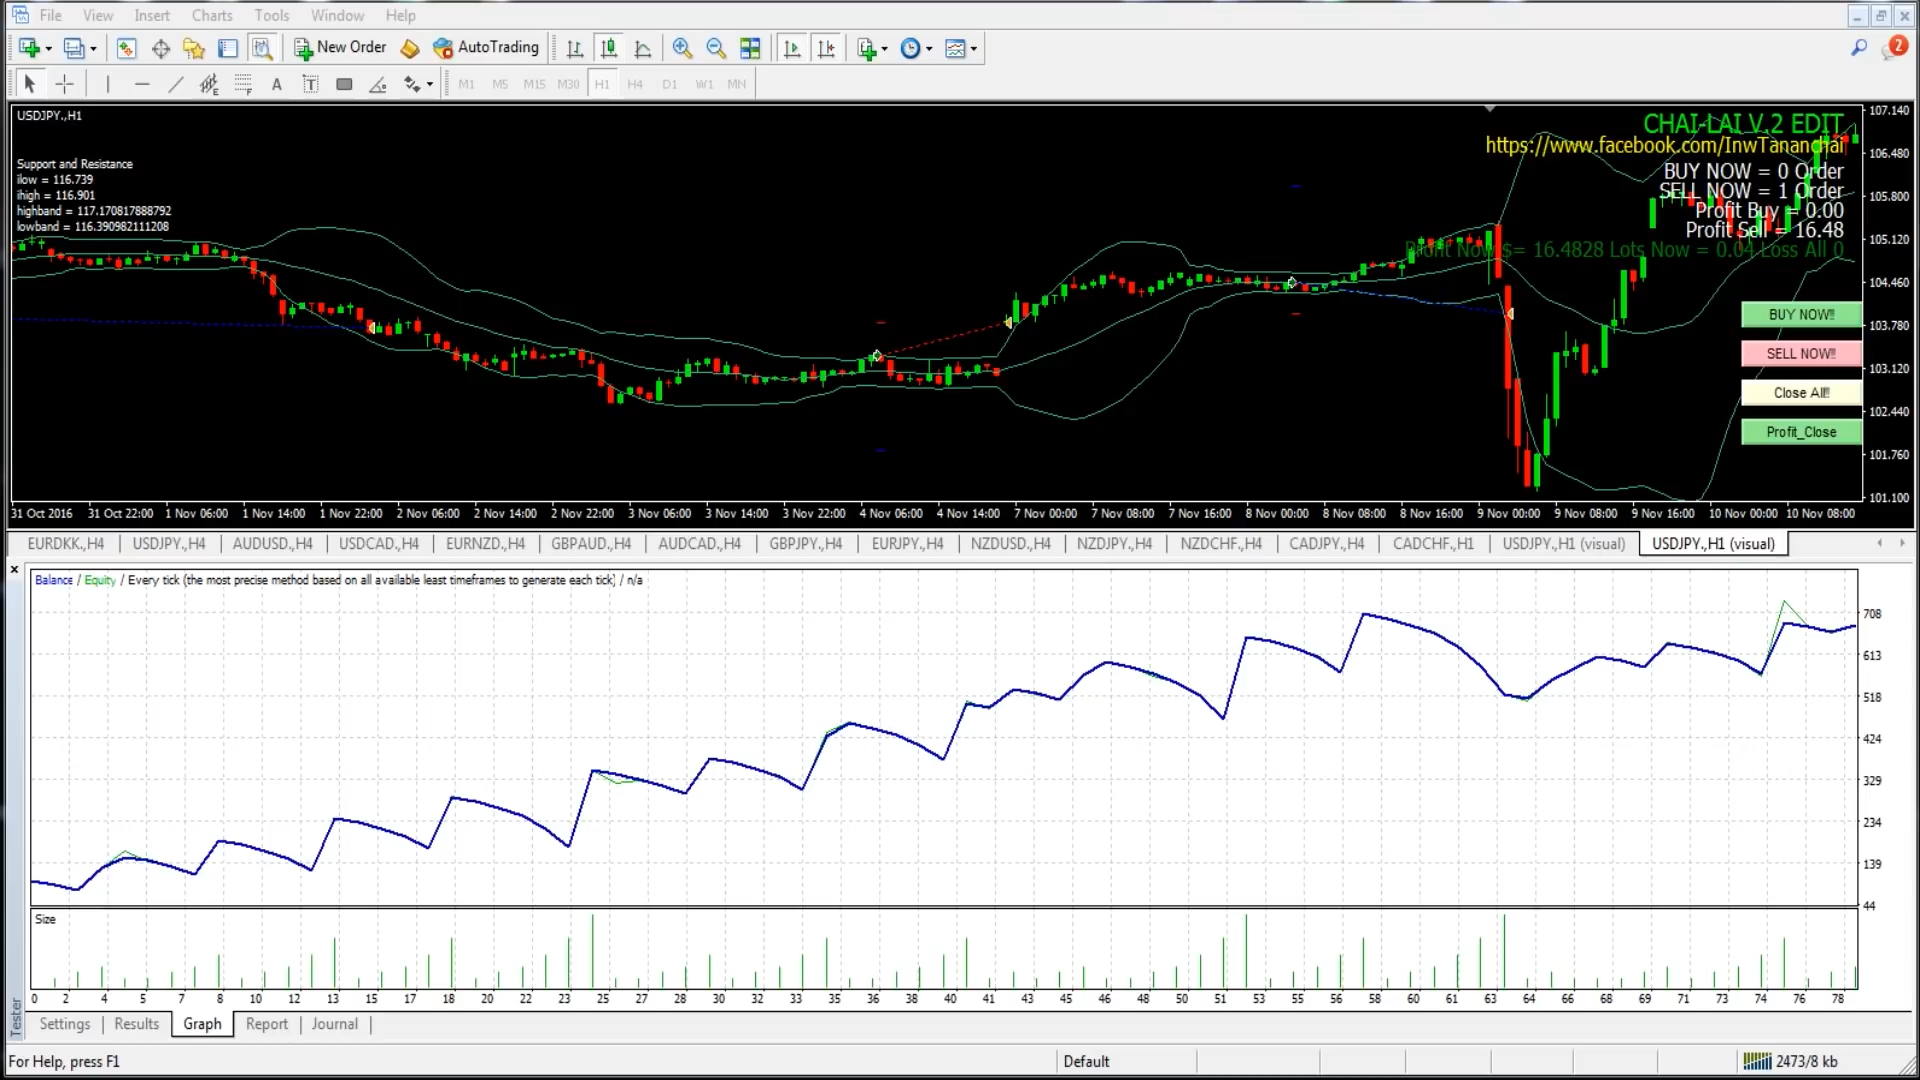 File View Insert Charts Tools Window Help
New Order AutoTrading 2
A T M1 M5 M15 M30 H1 H4 D1 W1 MN
USDJPY.,H1
Support and Resistance
ilow = 116.739
ihigh = 116.901
highband = 117.170817888792
lowband = 116.390982111208
CHAI-LAI V.2 EDIT
https://www.facebook.com/InwTananchai
BUY NOW = 0 Order
SELL NOW = 1 Order
Profit Buy = 0.00
Profit Sell = 16.48
Profit Now $= 16.4828 Lots Now = 0.04 Loss All 0
BUY NOW!!
SELL NOW!!
Close All!!
Profit_Close
107.140
106.480
105.800
105.120
104.460
103.780
103.120
102.440
101.760
101.100
31 Oct 2016 31 Oct 22:00 1 Nov 06:00 1 Nov 14:00 1 Nov 22:00 2 Nov 06:00 2 Nov 14:00 2 Nov 22:00 3 Nov 06:00 3 Nov 14:00 3 Nov 22:00 4 Nov 06:00 4 Nov 14:00 7 Nov 00:00 7 Nov 08:00 7 Nov 16:00 8 Nov 00:00 8 Nov 08:00 8 Nov 16:00 9 Nov 00:00 9 Nov 08:00 9 Nov 16:00 10 Nov 00:00 10 Nov 08:00
EURDKK.,H4 USDJPY.,H4 AUDUSD.,H4 USDCAD.,H4 EURNZD.,H4 GBPAUD.,H4 AUDCAD.,H4 GBPJPY.,H4 EURJPY.,H4 NZDUSD.,H4 NZDJPY.,H4 NZDCHF.,H4 CADJPY.,H4 CADCHF.,H1 USDJPY.,H1 (visual) USDJPY.,H1 (visual)
Balance / Equity / Every tick (the most precise method based on all available least timeframes to generate each tick) / n/a
708
613
518
424
329
234
139
44
Size
0 2 4 5 7 8 10 12 13 15 17 18 20 22 23 25 27 28 30 32 33 35 36 38 40 41 43 45 46 48 50 51 53 55 56 58 60 61 63 64 66 68 69 71 73 74 76 78
Tester
Settings Results Graph Report Journal
For Help, press F1 Default 2473/8 kb